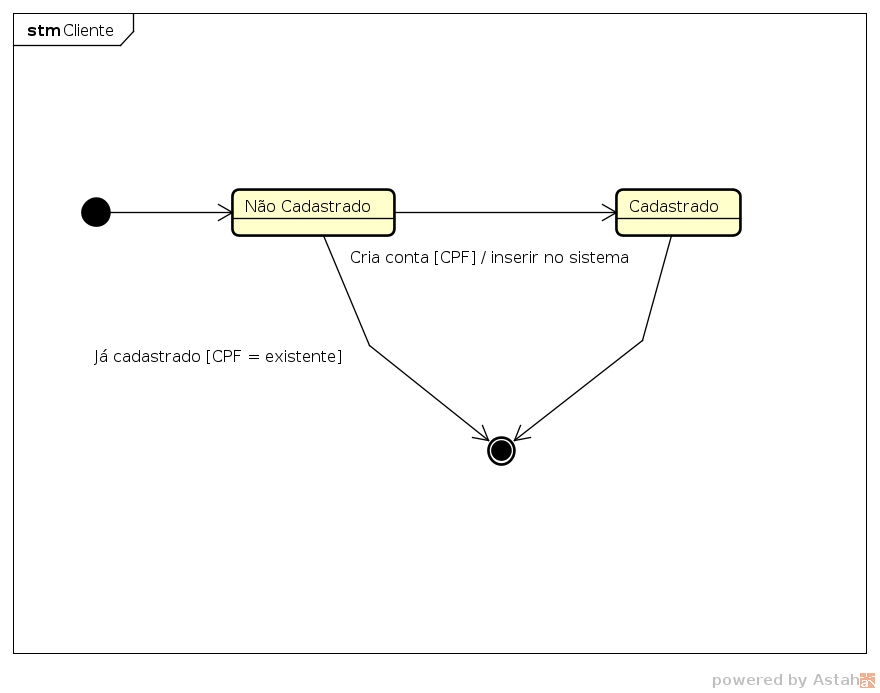 stm Cliente
Não Cadastrado
Cadastrado
Cria conta [CPF] / inserir no sistema
Já cadastrado [CPF = existente]
powered by Astah